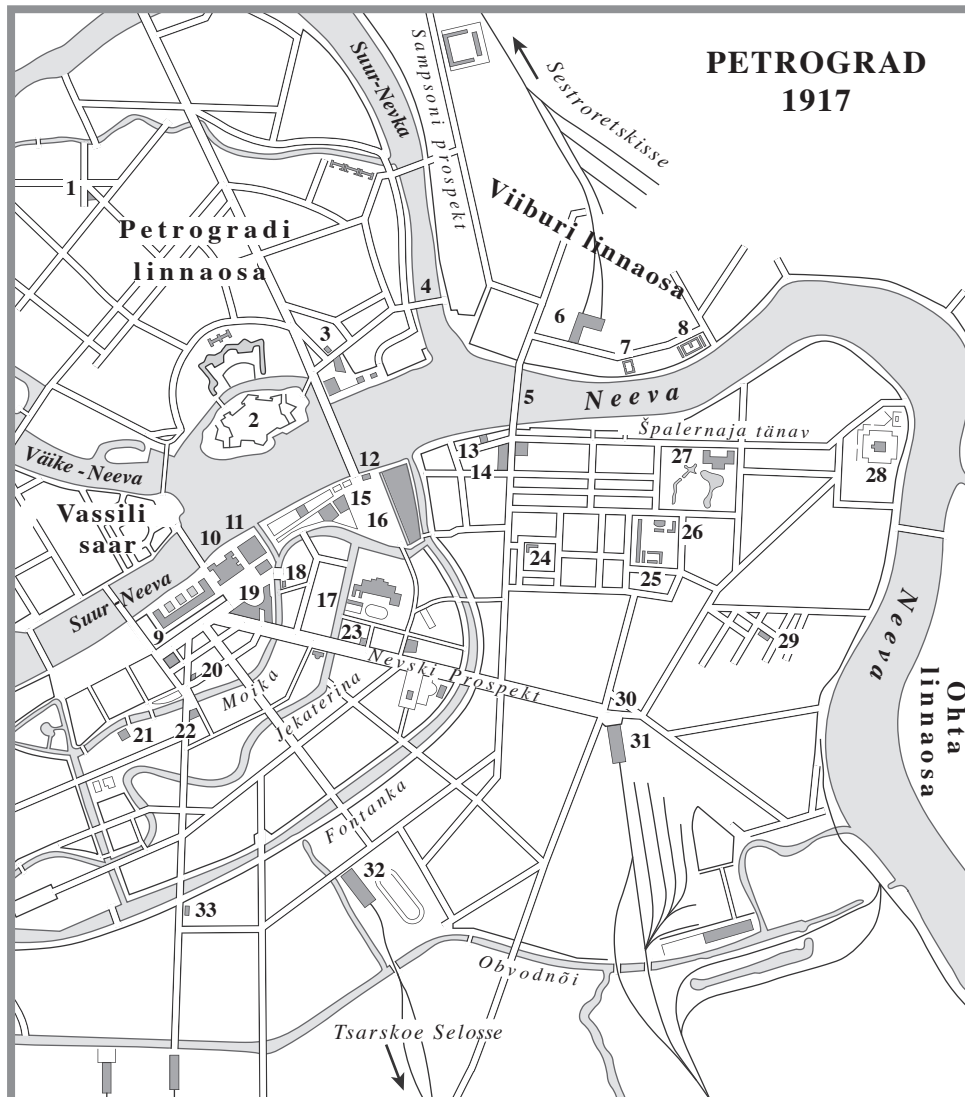 PETROGRAD
1917
Suur-Nevka
Sampsoni prospekt
Sestroretskisse
1
Petrogradi
linnaosa
Viiburi linnaosa
4
3
6
7
8
5
Neeva
2
Špalernaja tänav
13
14
27
28
Väike - Neeva
12
Vassili
saar
11
10
15
16
26
24
25
Suur - Neeva
18
19
17
9
23
29
Neeva
20
Nevski Prospekt
Moika
Jekaterina
30
Ohta
linnaosa
21
22
31
Fontanka
32
33
Obvodnõi
Tsarskoe Selosse